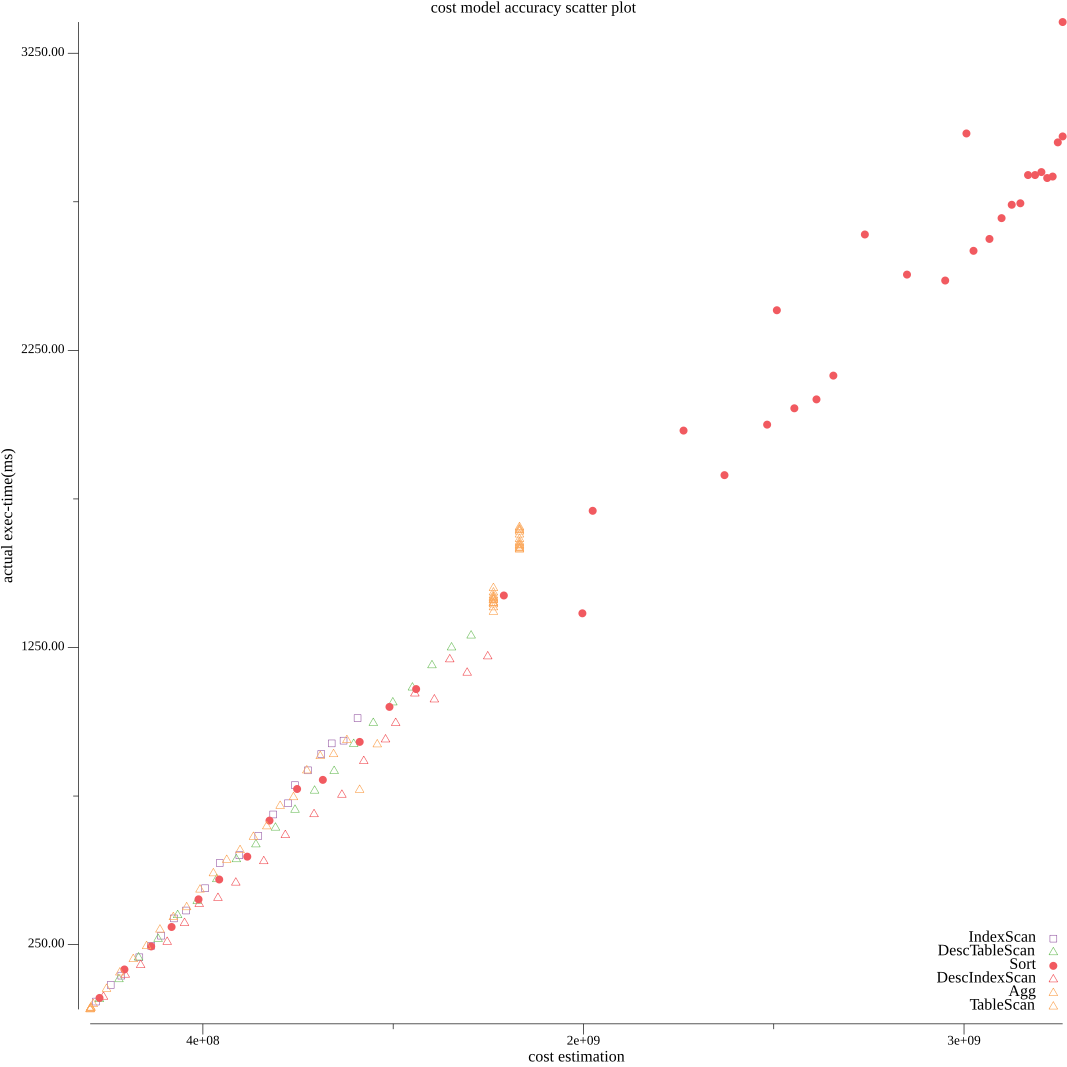 cost model accuracy scatter plot
3250.00
2250.00
1250.00
250.00
actual exec-time(ms)
IndexScan
DescTableScan
Sort
DescIndexScan
Agg
TableScan
4e+08
2e+09
3e+09
cost estimation